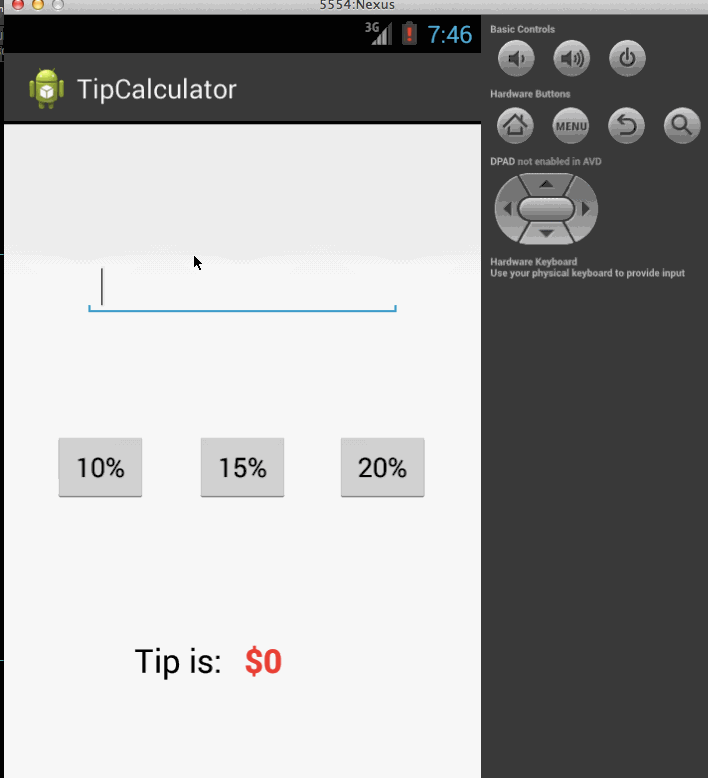 5554:Nexus
3G 7:46
TipCalculator
10% 15% 20%
Tip is: $0
Basic Controls
Hardware Buttons
MENU
DPAD not enabled in AVD
Hardware Keyboard
Use your physical keyboard to provide input